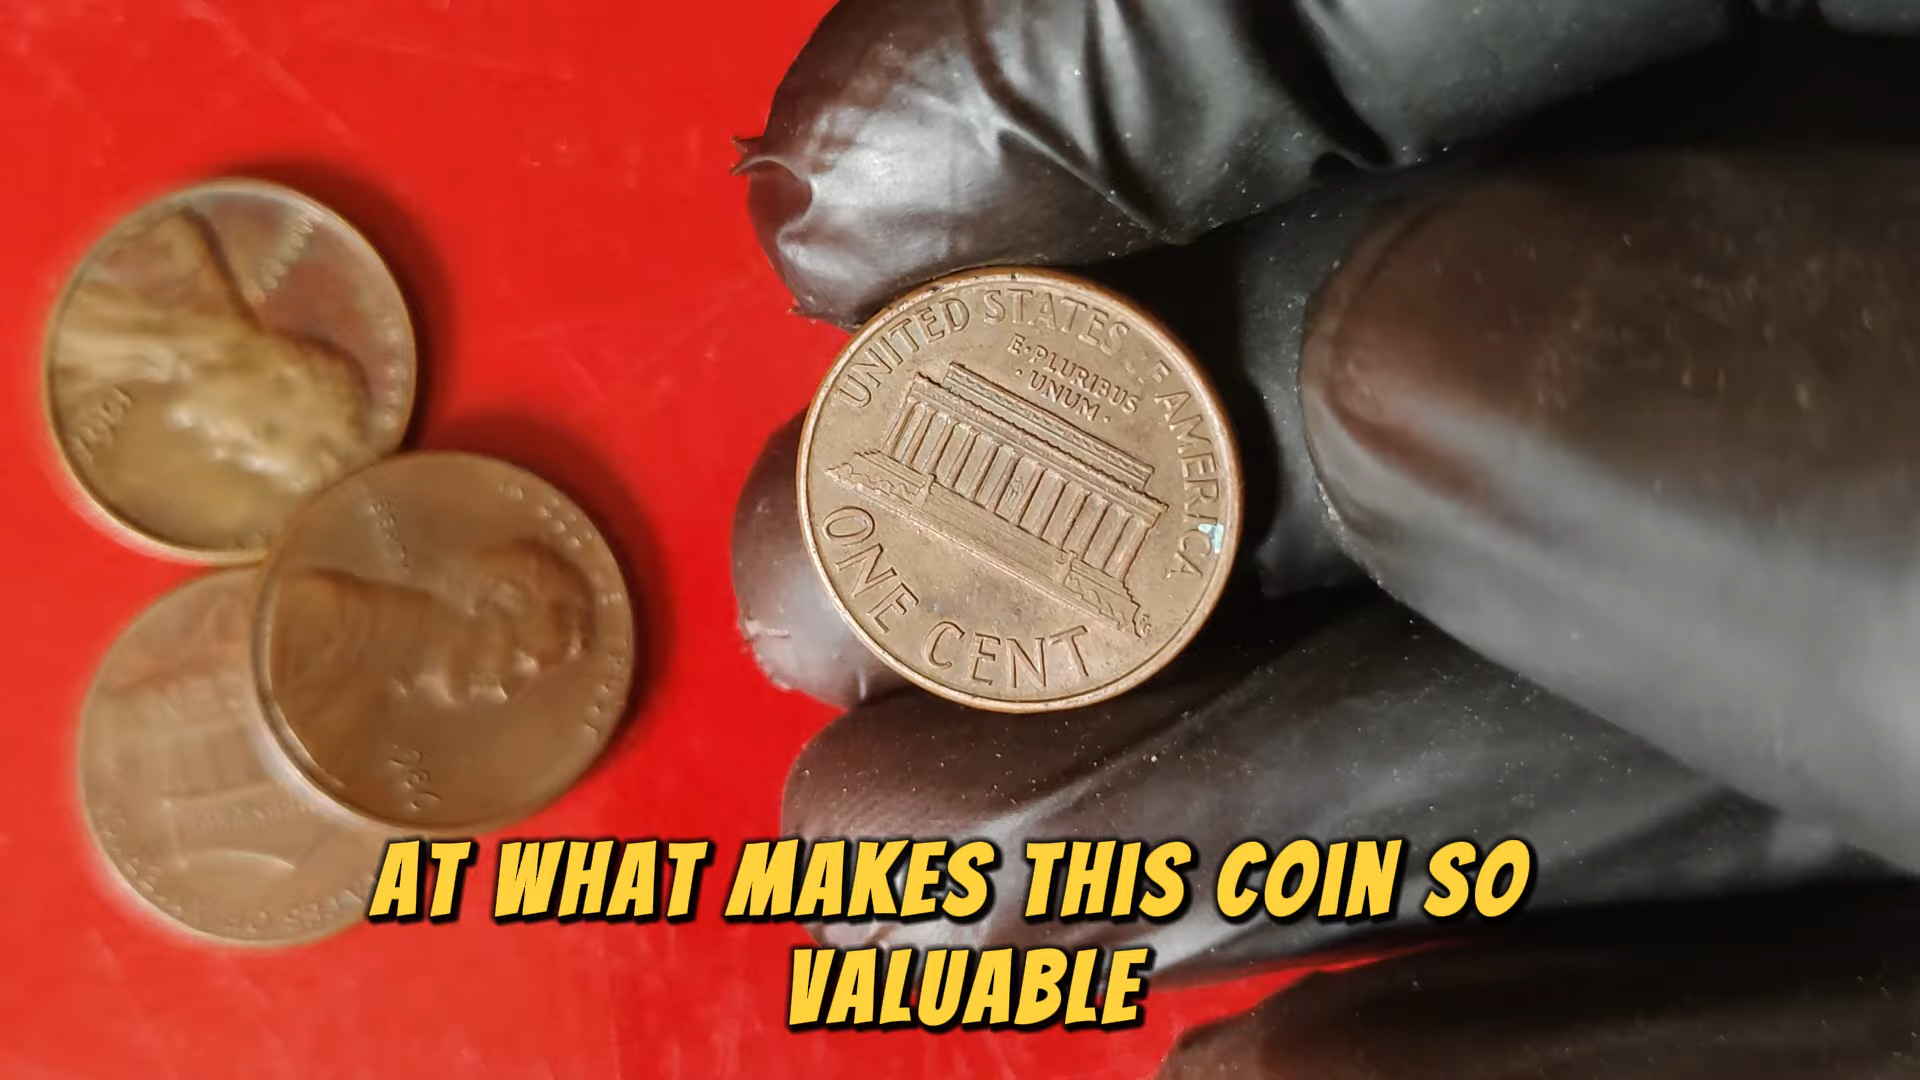 UNITED STATES OF AMERICA
E·PLURIBUS
·UNUM·
ONE CENT
AT WHAT MAKES THIS COIN SO
VALUABLE